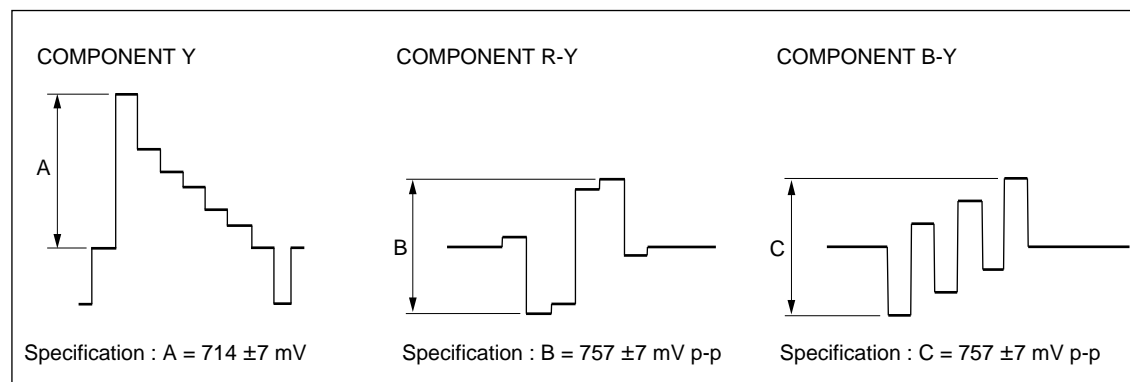 COMPONENT Y
COMPONENT R-Y
COMPONENT B-Y
A
B
C
Specification : A = 714 ±7 mV
Specification : B = 757 ±7 mV p-p
Specification : C = 757 ±7 mV p-p